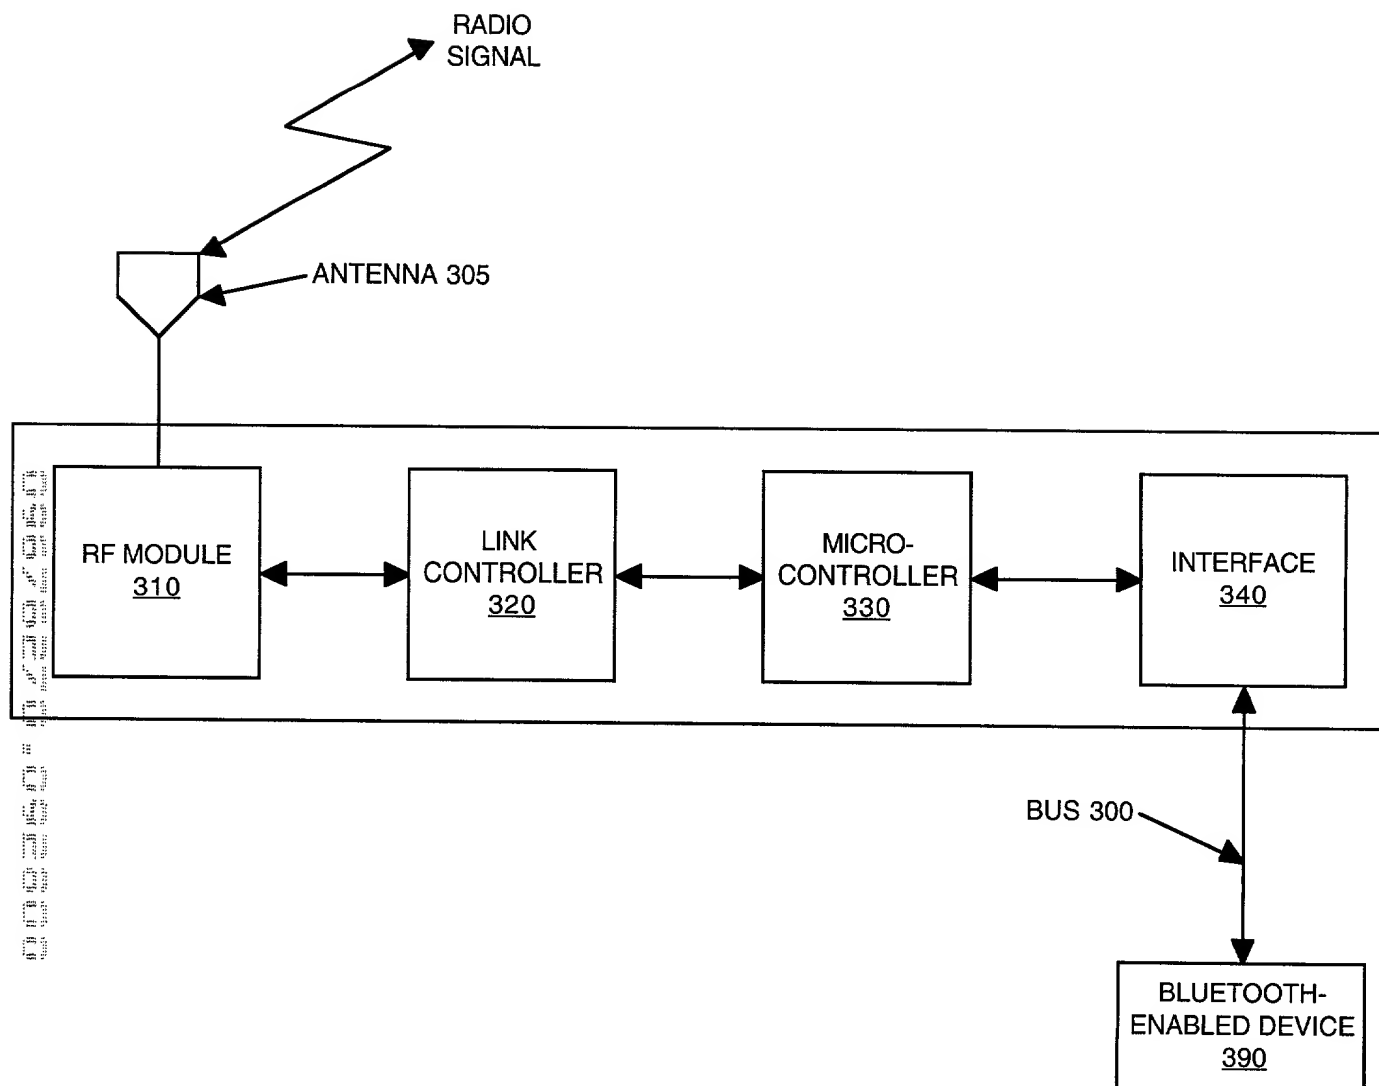 RADIO
SIGNAL
ANTENNA 305
RF MODULE
310
LINK
CONTROLLER
320
MICRO-
CONTROLLER
330
INTERFACE
340
BUS 300
BLUETOOTH-
ENABLED DEVICE
390